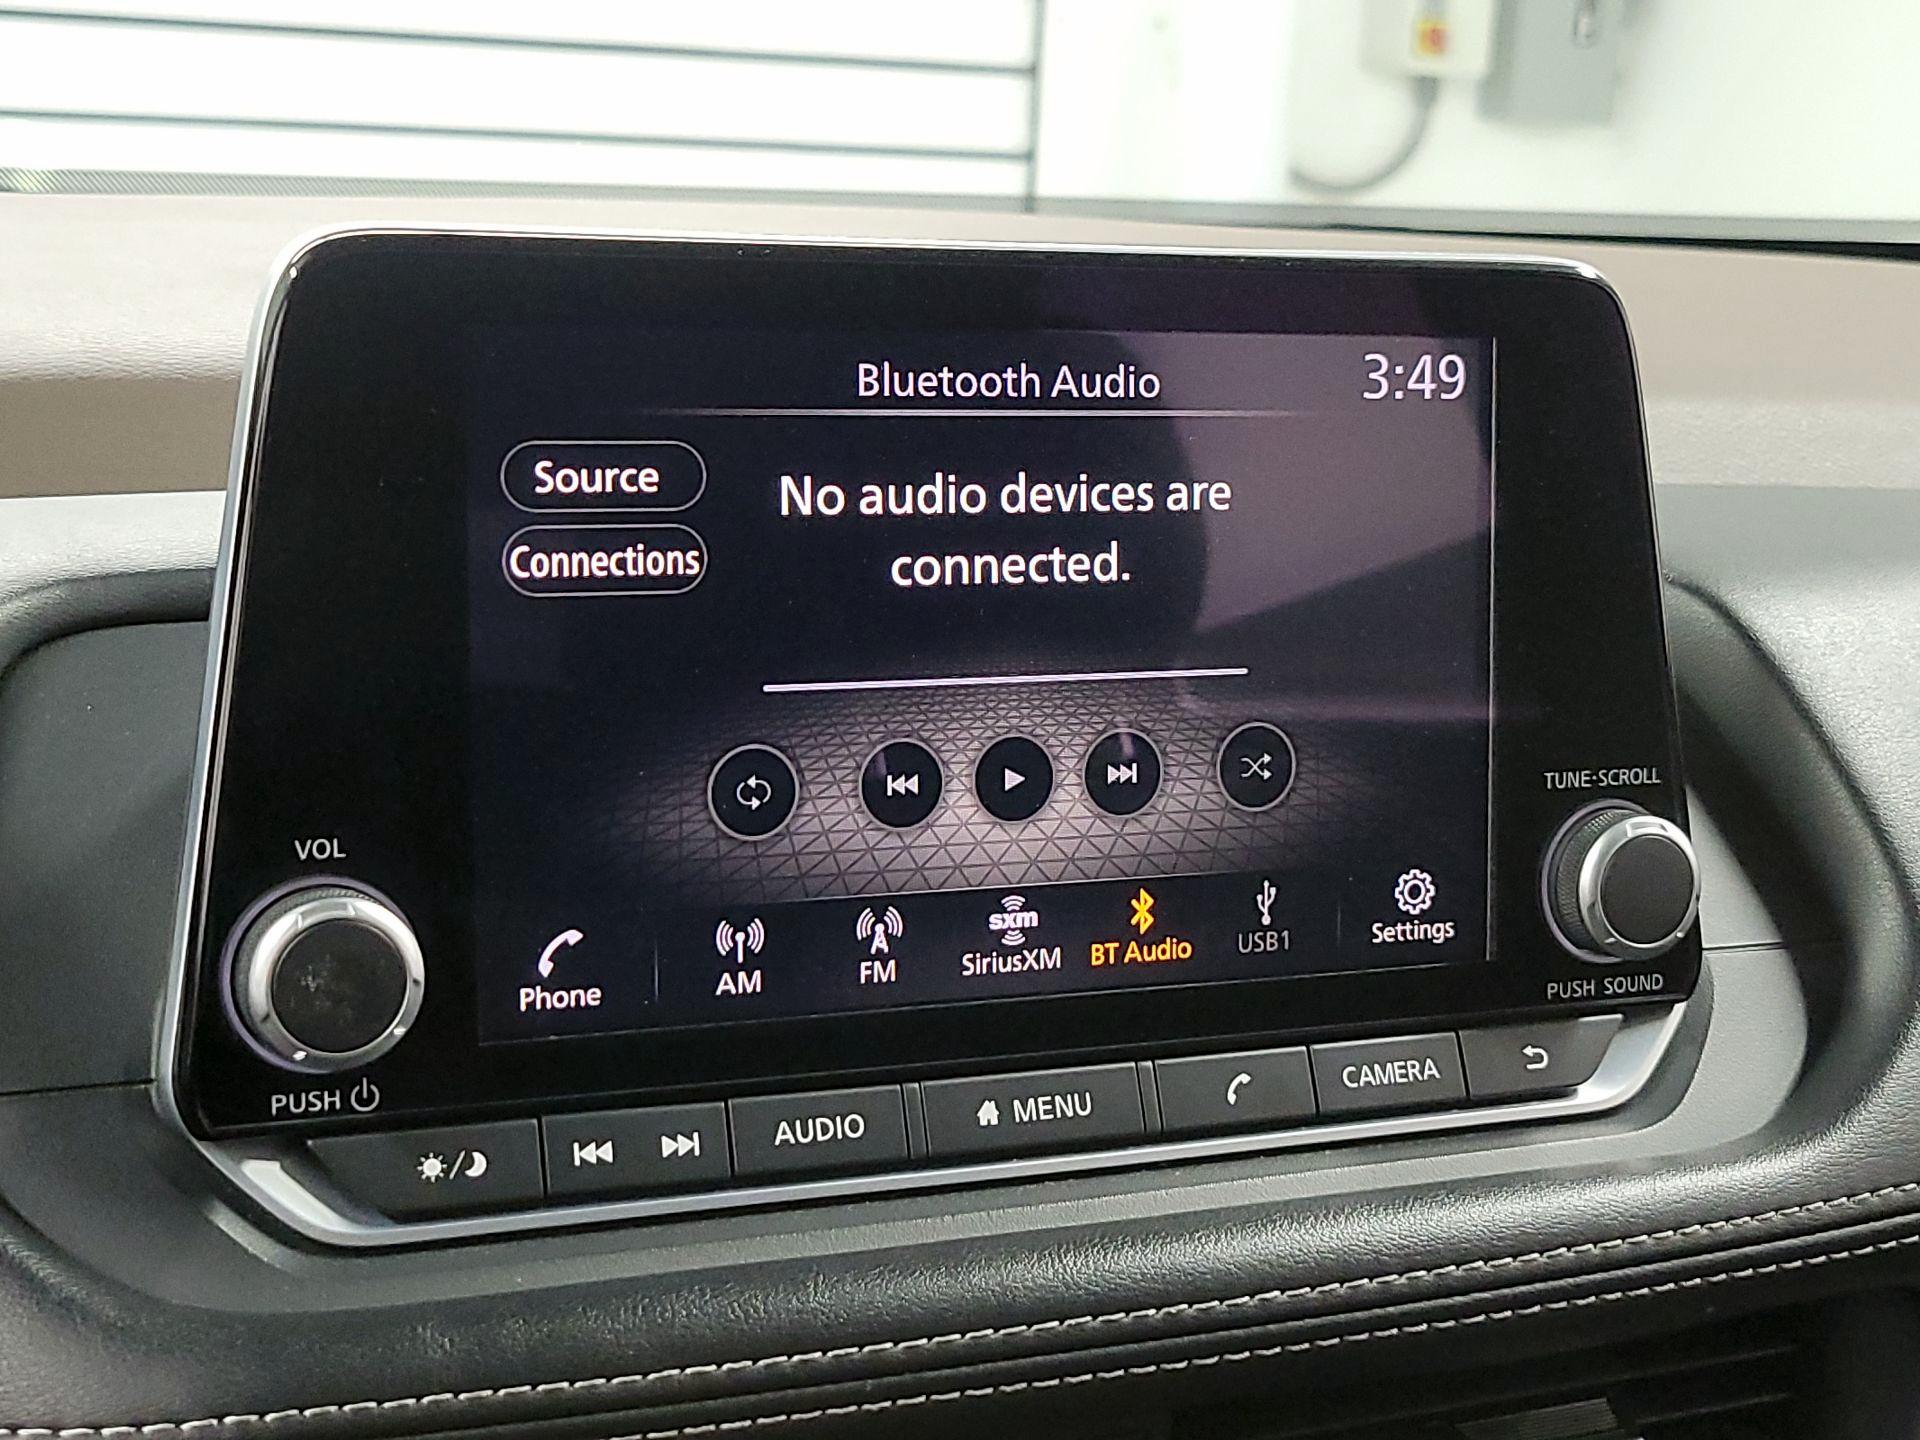 Bluetooth Audio
3:49
Source
No audio devices are
connected.
Connections
TUNE·SCROLL
VOL
Phone
AM
FM
sxm
SiriusXM
BT Audio
USB1
Settings
PUSH SOUND
PUSH
AUDIO
MENU
CAMERA